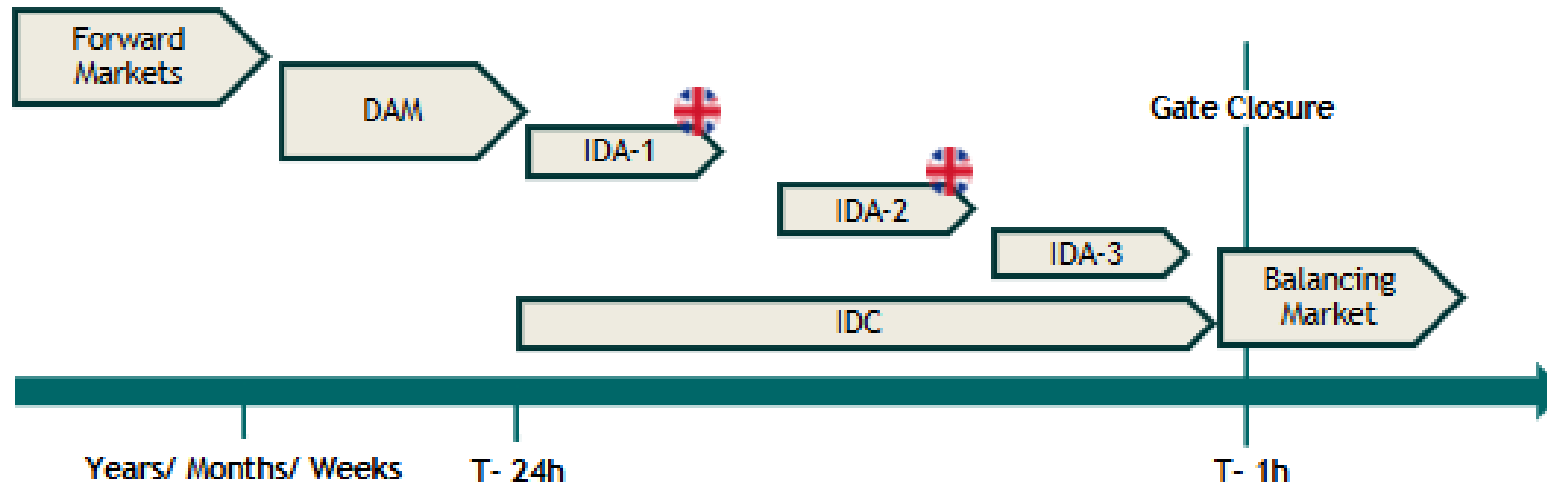 Forward
Markets
DAM
Gate Closure
IDA-1
IDA-2
IDA-3
Balancing
Market
IDC
Years/ Months/ Weeks
T- 24h
T- 1h